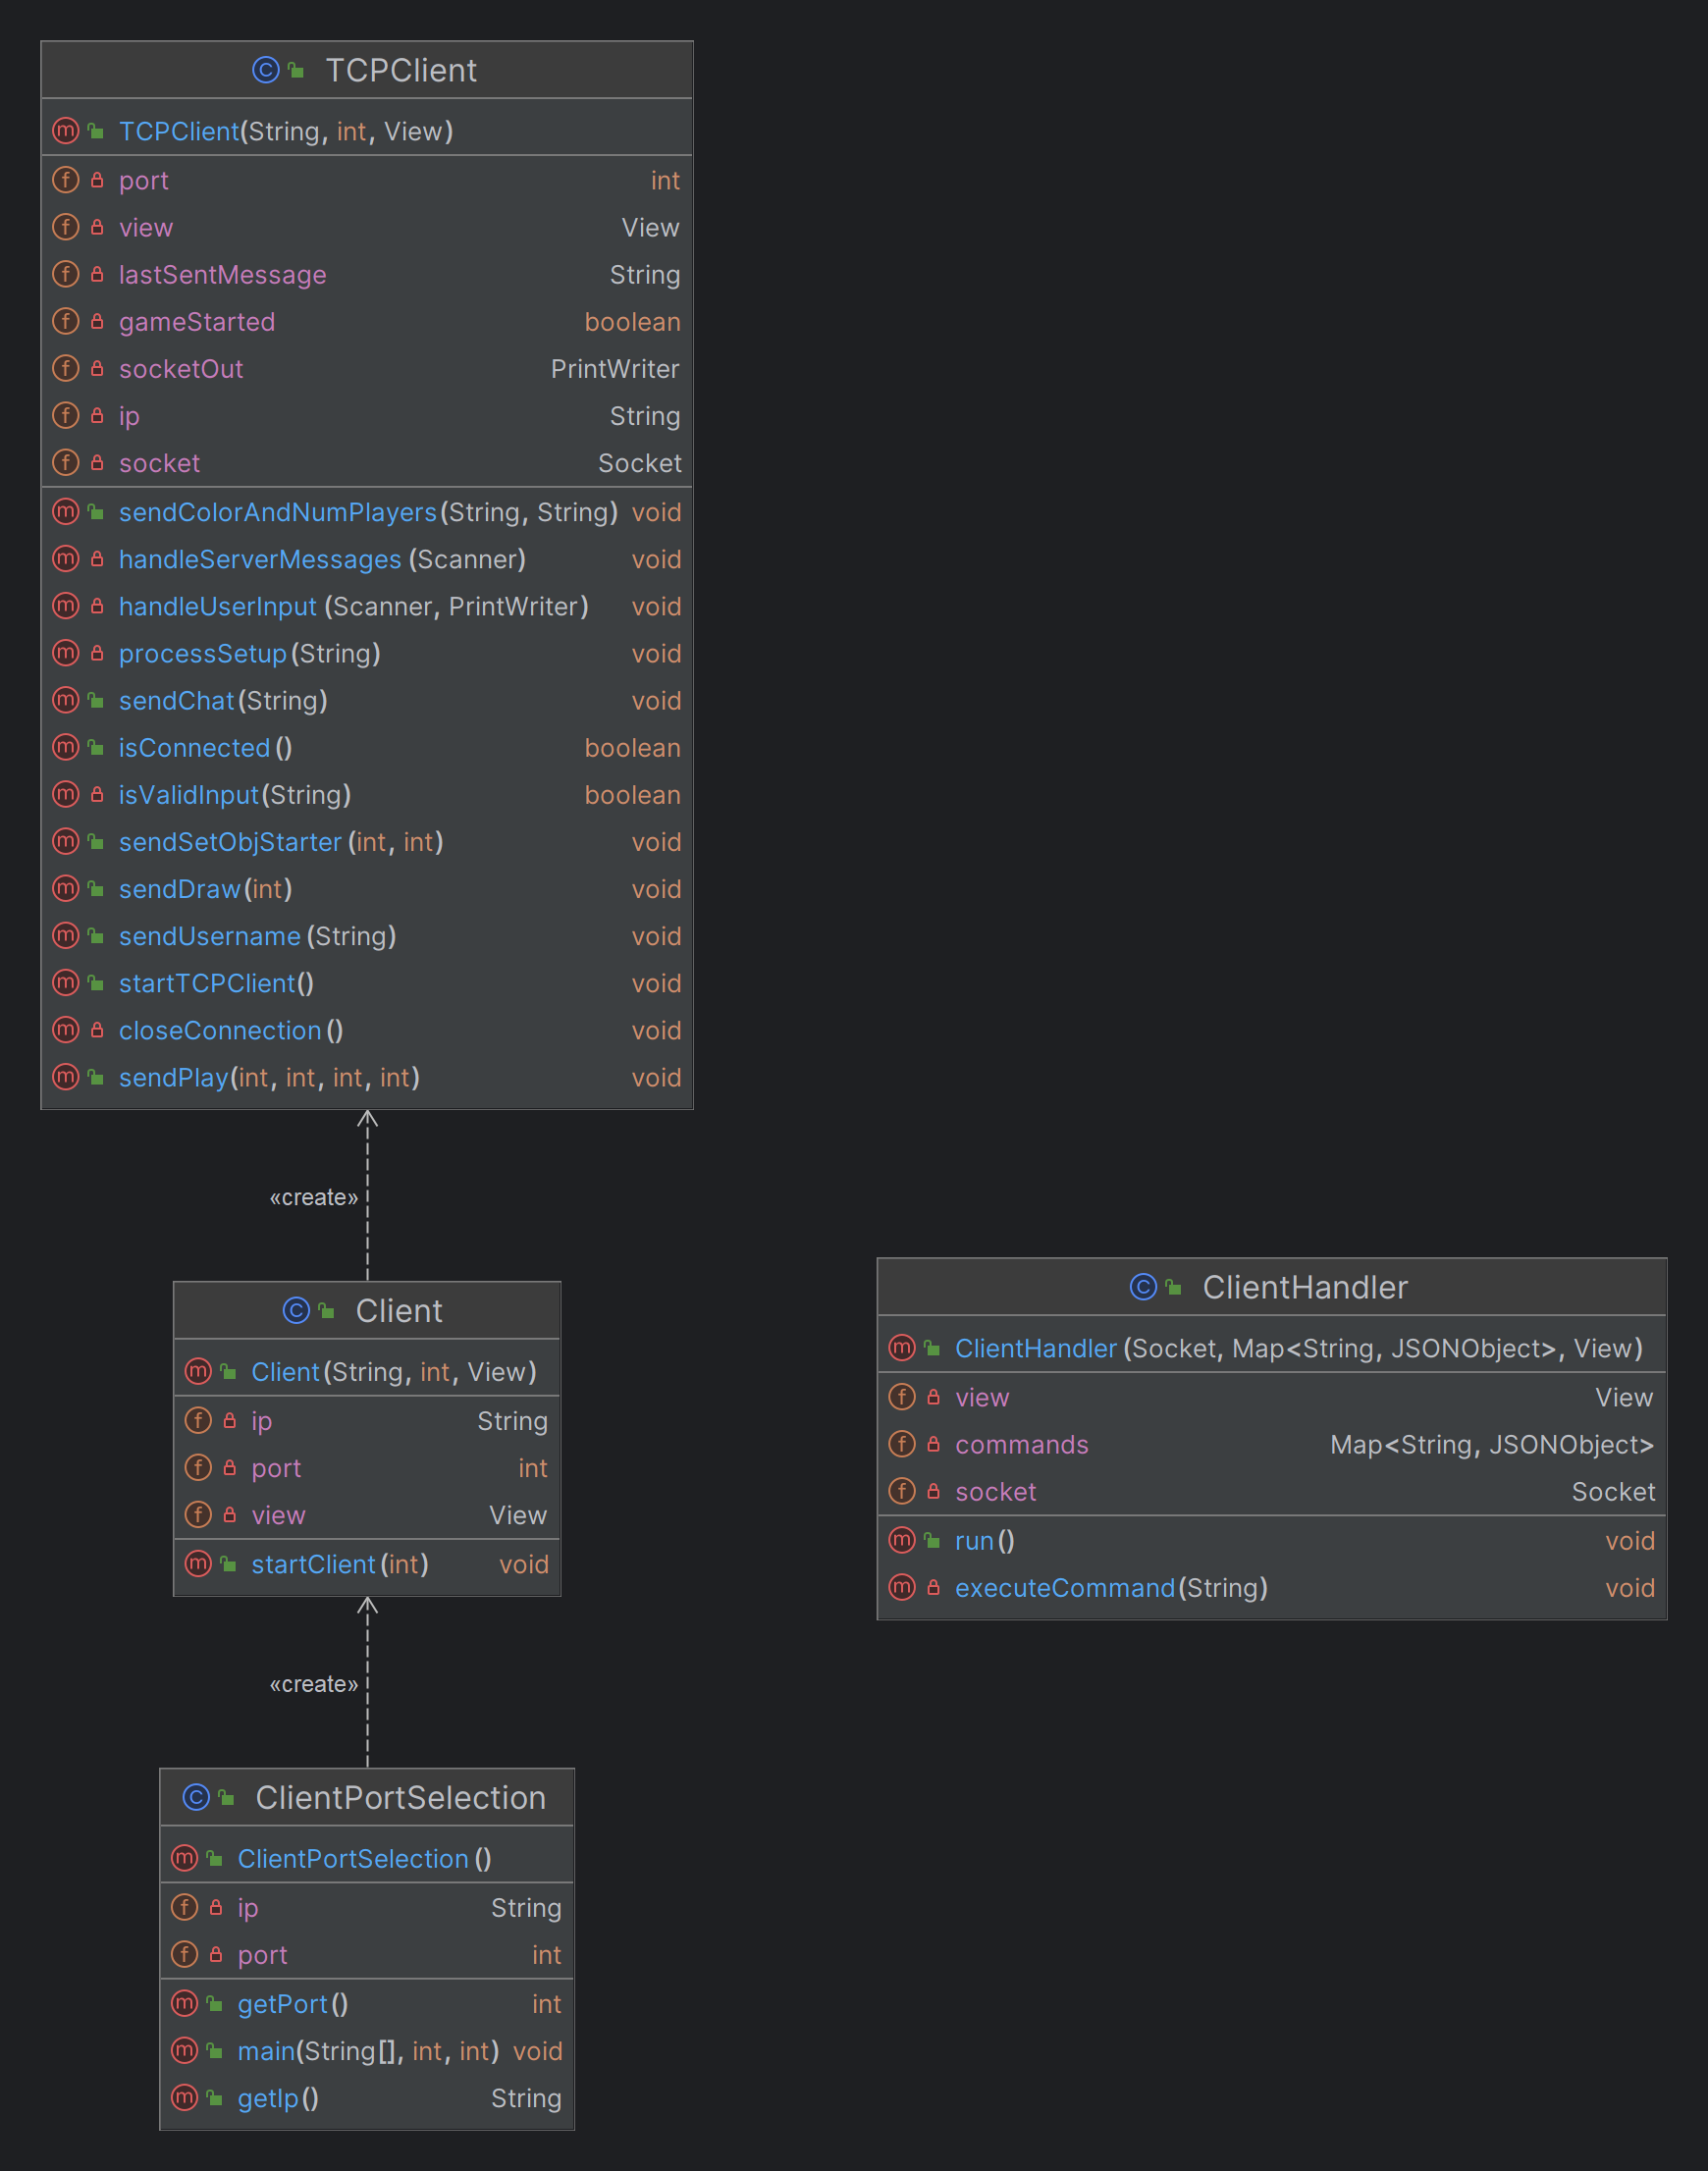 TCPClient
TCPClient(String, int, View)
port int
view View
lastSentMessage String
gameStarted boolean
socketOut PrintWriter
ip String
socket Socket
sendColorAndNumPlayers(String, String) void
handleServerMessages(Scanner) void
handleUserInput(Scanner, PrintWriter) void
processSetup(String) void
sendChat(String) void
isConnected() boolean
isValidInput(String) boolean
sendSetObjStarter(int, int) void
sendDraw(int) void
sendUsername(String) void
startTCPClient() void
closeConnection() void
sendPlay(int, int, int, int) void
«create»
Client
Client(String, int, View)
ip String
port int
view View
startClient(int) void
ClientHandler
ClientHandler(Socket, Map<String, JSONObject>, View)
view View
commands Map<String, JSONObject>
socket Socket
run() void
executeCommand(String) void
«create»
ClientPortSelection
ClientPortSelection()
ip String
port int
getPort() int
main(String[], int, int) void
getIp() String